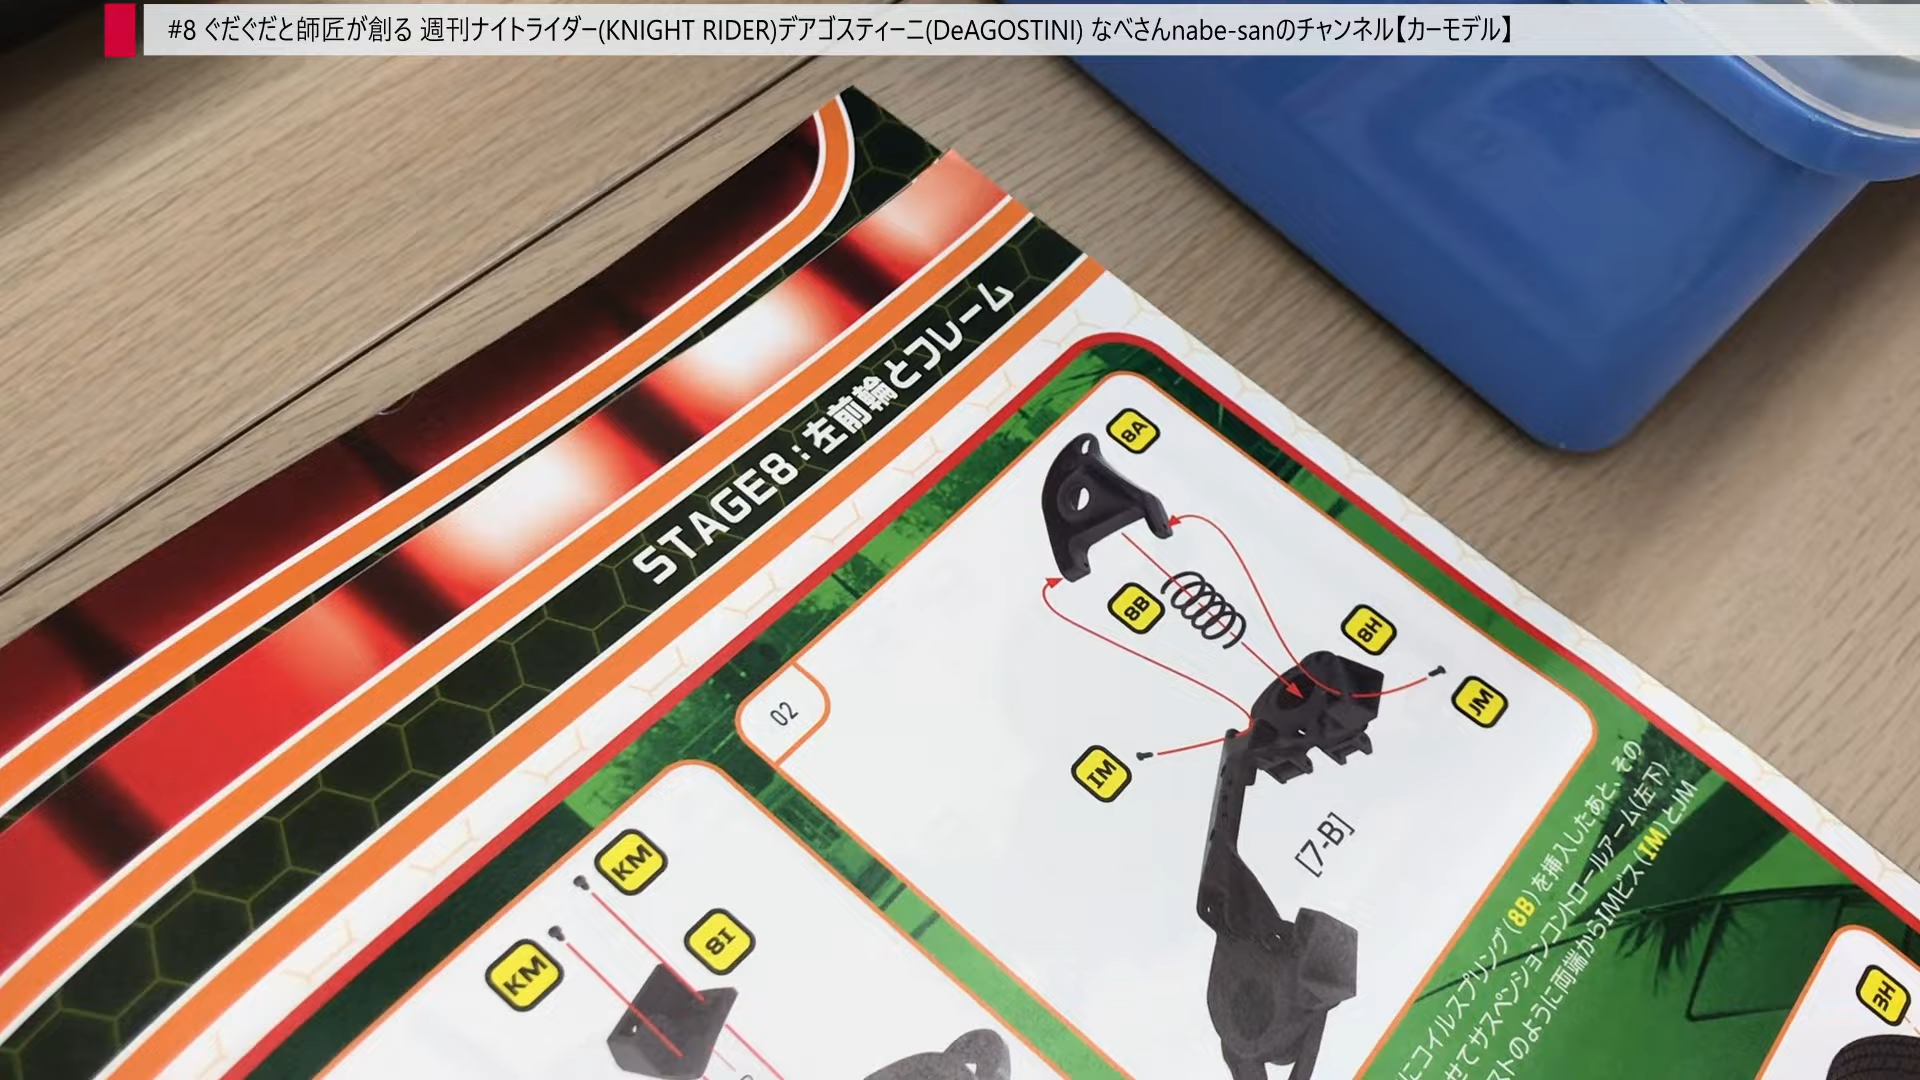 #8 ぐだぐだと師匠が創る 週刊ナイトライダー(KNIGHT RIDER)デアゴスティーニ(DeAGOSTINI) なべさんnabe-sanのチャンネル【カーモデル】
STAGE8:左前輪とフレーム
8A
8B
8H
JM
IM
02
[7-B]
KM
8I
KM
にコイルスプリング(8B)を挿入したあと、その
せてサスペンションコントロールアーム(左下)
ストのように両端からIMビス(IM)とJM
3H